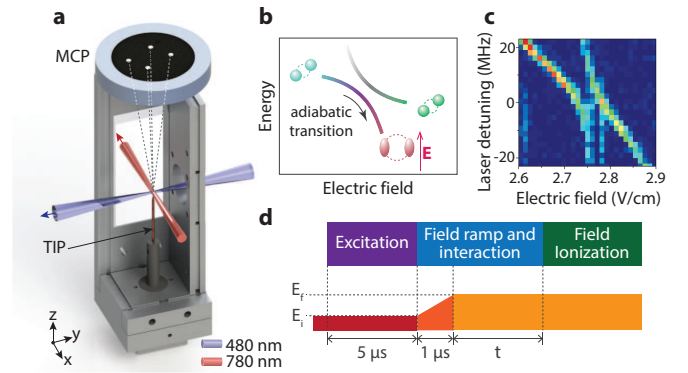 a
MCP
TIP
z
y
x
480 nm
780 nm
b
Energy
adiabatic
transition
E
Electric field
c
Laser detuning (MHz)
20
0
-20
2.6
2.7
2.8
2.9
Electric field (V/cm)
d
Excitation
Field ramp and
interaction
Field
Ionization
E_f
E_i
5 µs
1 µs
t